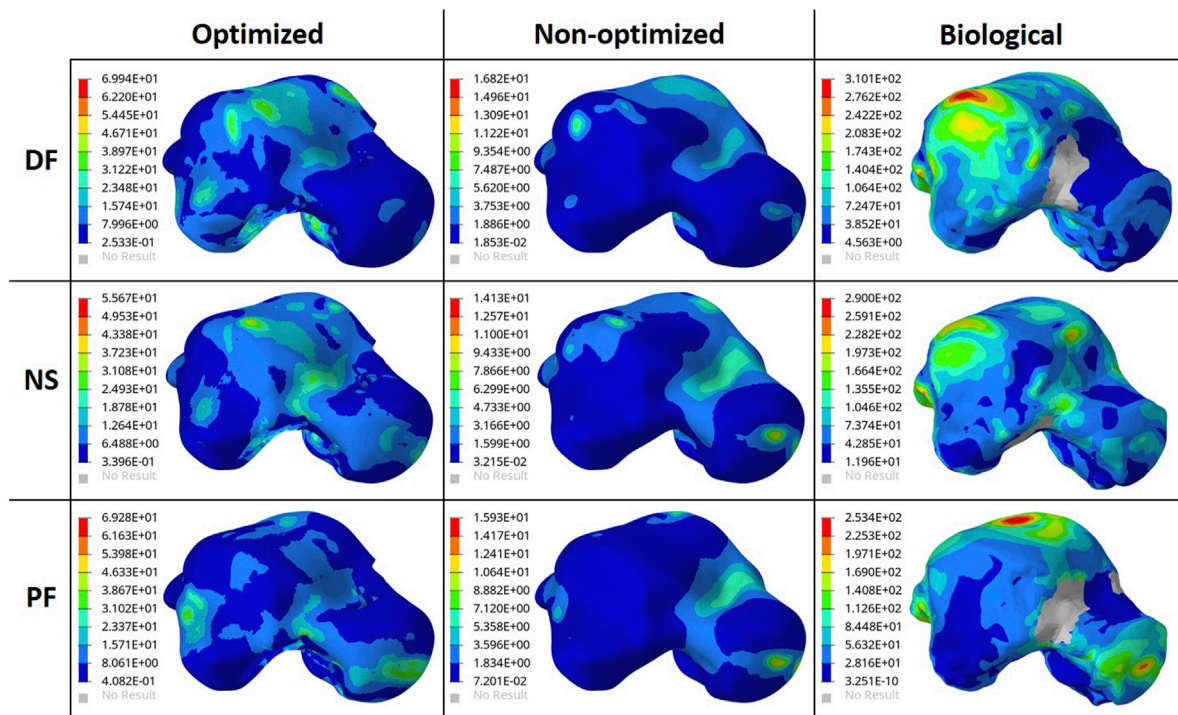 Optimized Non-optimized Biological
DF
6.994E+01
6.220E+01
5.445E+01
4.671E+01
3.897E+01
3.122E+01
2.348E+01
1.574E+01
7.996E+00
2.533E-01
No Result
1.682E+01
1.496E+01
1.309E+01
1.122E+01
9.354E+00
7.487E+00
5.620E+00
3.753E+00
1.886E+00
1.853E-02
No Result
3.101E+02
2.762E+02
2.422E+02
2.083E+02
1.743E+02
1.404E+02
1.064E+02
7.247E+01
3.852E+01
4.563E+00
No Result
NS
5.567E+01
4.953E+01
4.338E+01
3.723E+01
3.108E+01
2.493E+01
1.878E+01
1.264E+01
6.488E+00
3.396E-01
No Result
1.413E+01
1.257E+01
1.100E+01
9.433E+00
7.866E+00
6.299E+00
4.733E+00
3.166E+00
1.599E+00
3.215E-02
No Result
2.900E+02
2.591E+02
2.282E+02
1.973E+02
1.664E+02
1.355E+02
1.046E+02
7.374E+01
4.285E+01
1.196E+01
No Result
PF
6.928E+01
6.163E+01
5.398E+01
4.633E+01
3.867E+01
3.102E+01
2.337E+01
1.571E+01
8.061E+00
4.082E-01
No Result
1.593E+01
1.417E+01
1.241E+01
1.064E+01
8.882E+00
7.120E+00
5.358E+00
3.596E+00
1.834E+00
7.201E-02
No Result
2.534E+02
2.253E+02
1.971E+02
1.690E+02
1.408E+02
1.126E+02
8.448E+01
5.632E+01
2.816E+01
3.251E-10
No Result